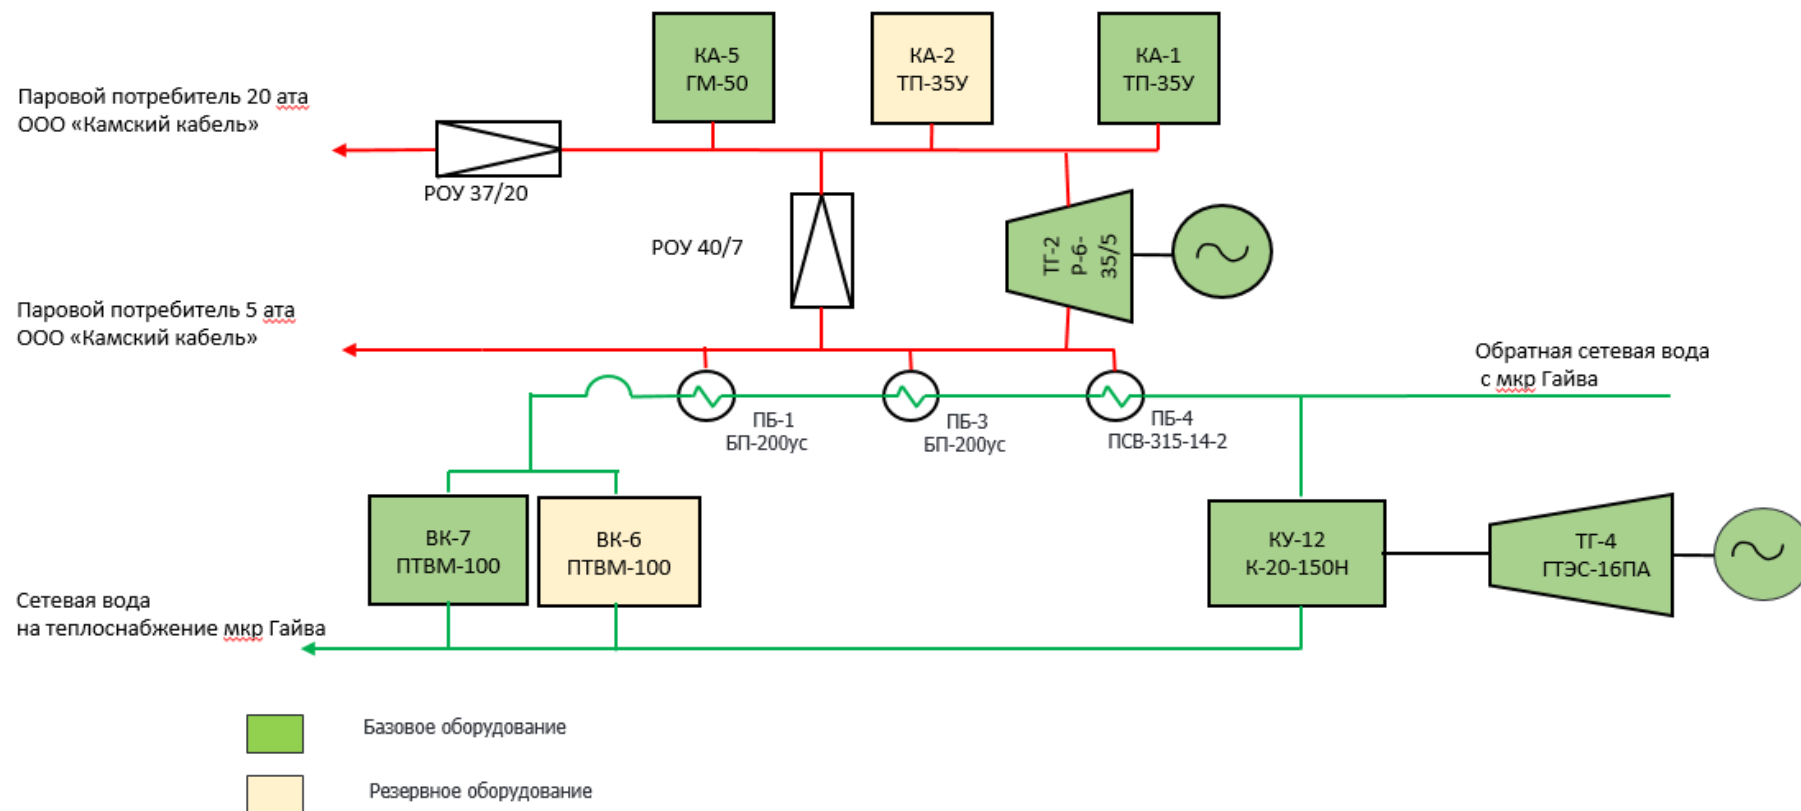 КА-5
ГМ-50
КА-2
ТП-35У
КА-1
ТП-35У
Паровой потребитель 20 ата
ООО «Камский кабель»
РОУ 37/20
РОУ 40/7
ТГ-2
Р-6-
35/5
Паровой потребитель 5 ата
ООО «Камский кабель»
Обратная сетевая вода
с мкр Гайва
ПБ-1
БП-200ус
ПБ-3
БП-200ус
ПБ-4
ПСВ-315-14-2
ВК-7
ПТВМ-100
ВК-6
ПТВМ-100
КУ-12
К-20-150Н
ТГ-4
ГТЭС-16ПА
Сетевая вода
на теплоснабжение мкр Гайва
Базовое оборудование
Резервное оборудование